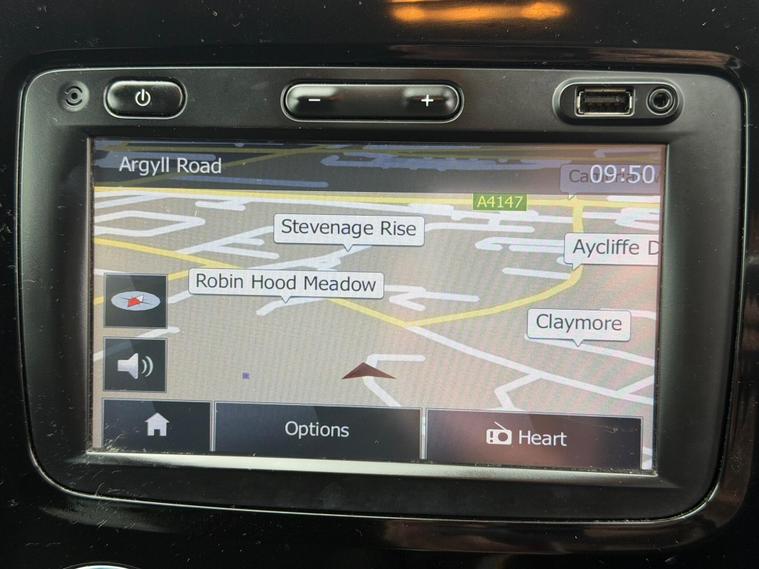 Argyll Road
09:50
A4147
Stevenage Rise
Aycliffe D
Robin Hood Meadow
Claymore
Options
Heart